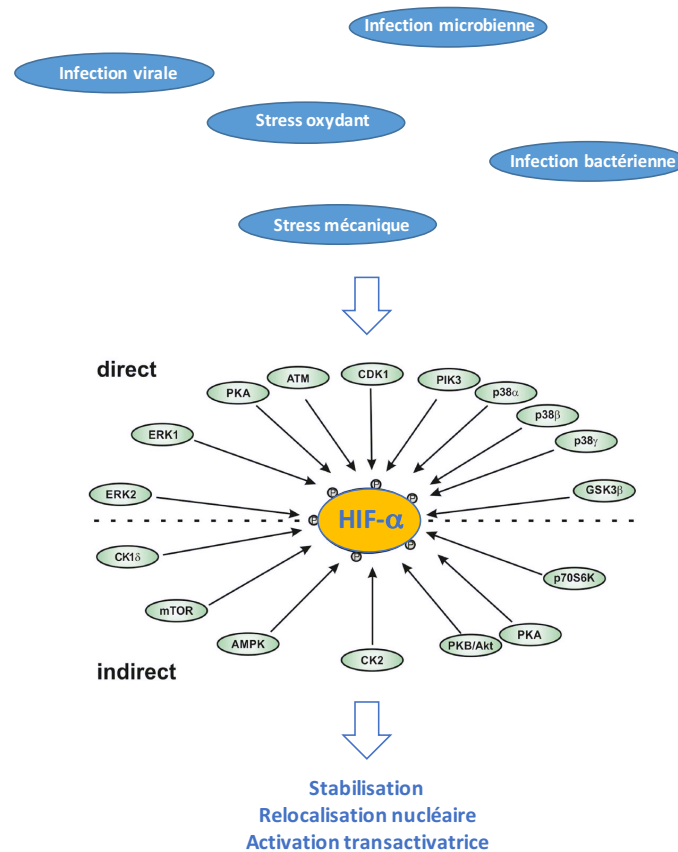 Infection microbienne
Infection virale
Stress oxydant
Infection bactérienne
Stress mécanique
direct
CDK1
ATM
PIK3
PKA
p38α
p38β
ERK1
p38γ
ERK2
GSK3β
P
P
P
P
HIF-α
P
P
P
CK1δ
p70S6K
mTOR
PKA
AMPK
PKB/Akt
CK2
indirect
Stabilisation
Relocalisation nucléaire
Activation transactivatrice